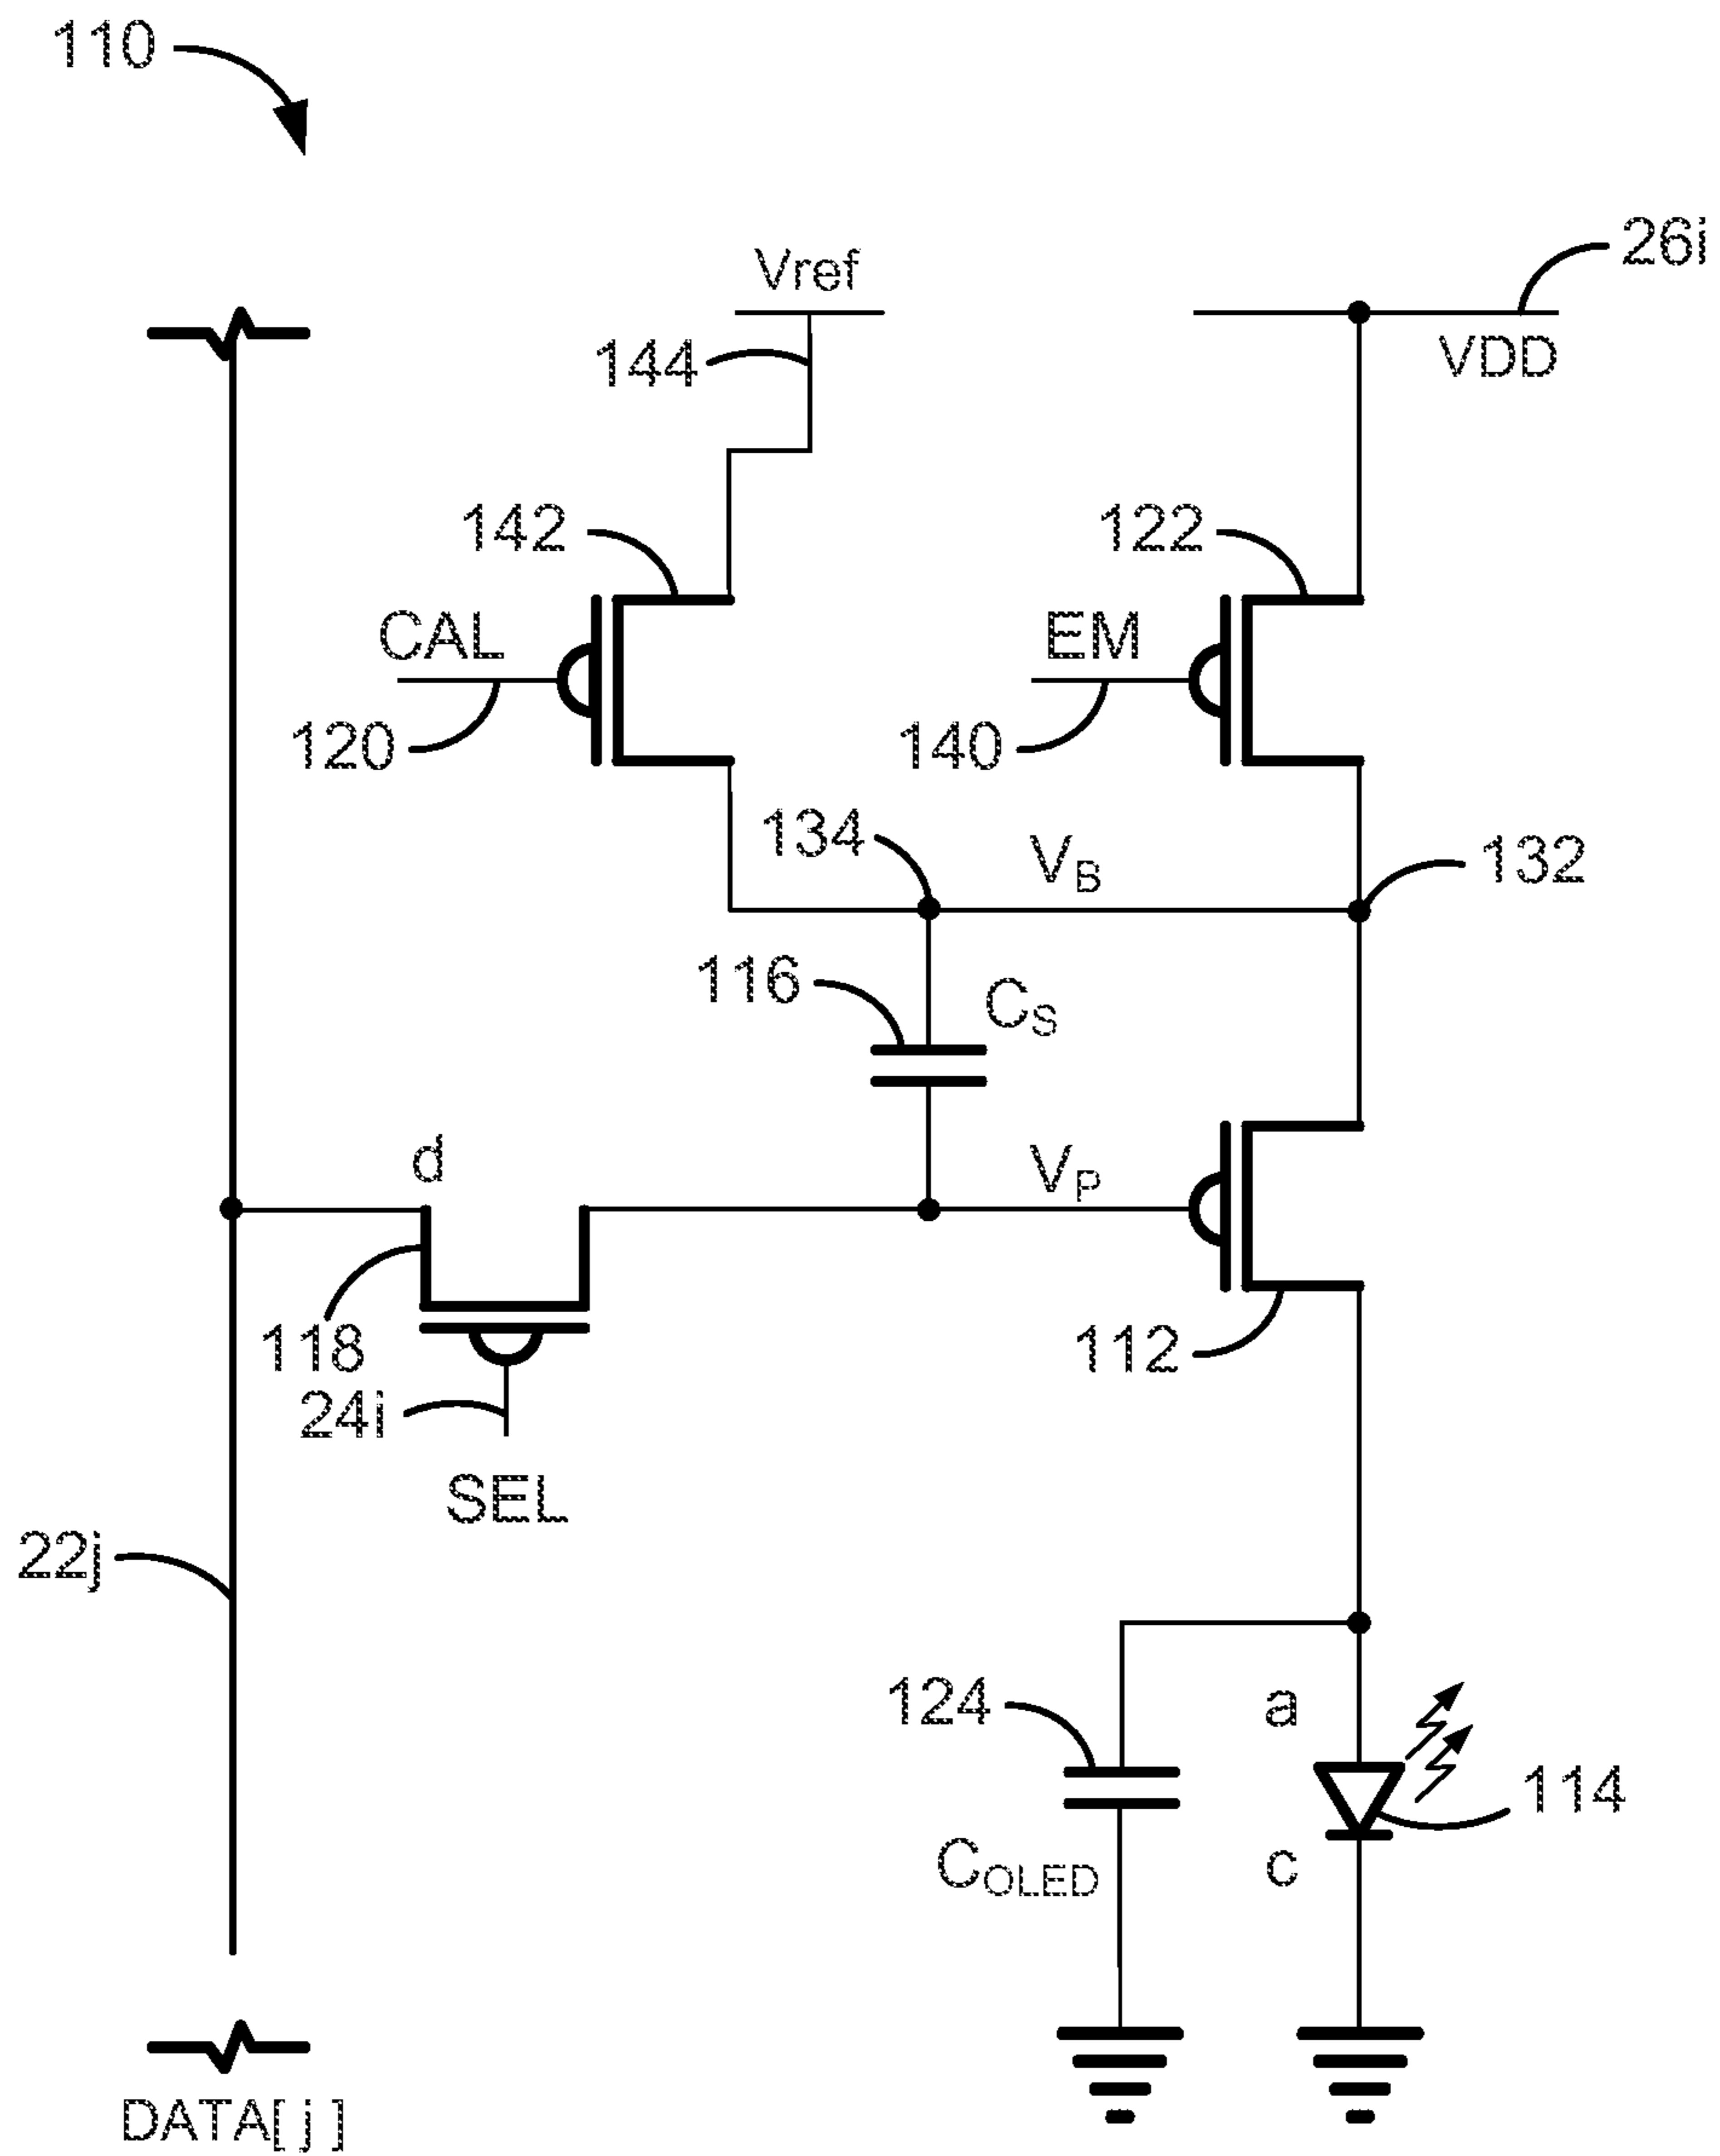 110
26i
Vref
VDD
144
142
122
CAL
EM
120
140
134
VB
132
116
CS
d
VP
118
112
24i
SEL
22j
124
a
114
COLED
c
DATA[ j ]